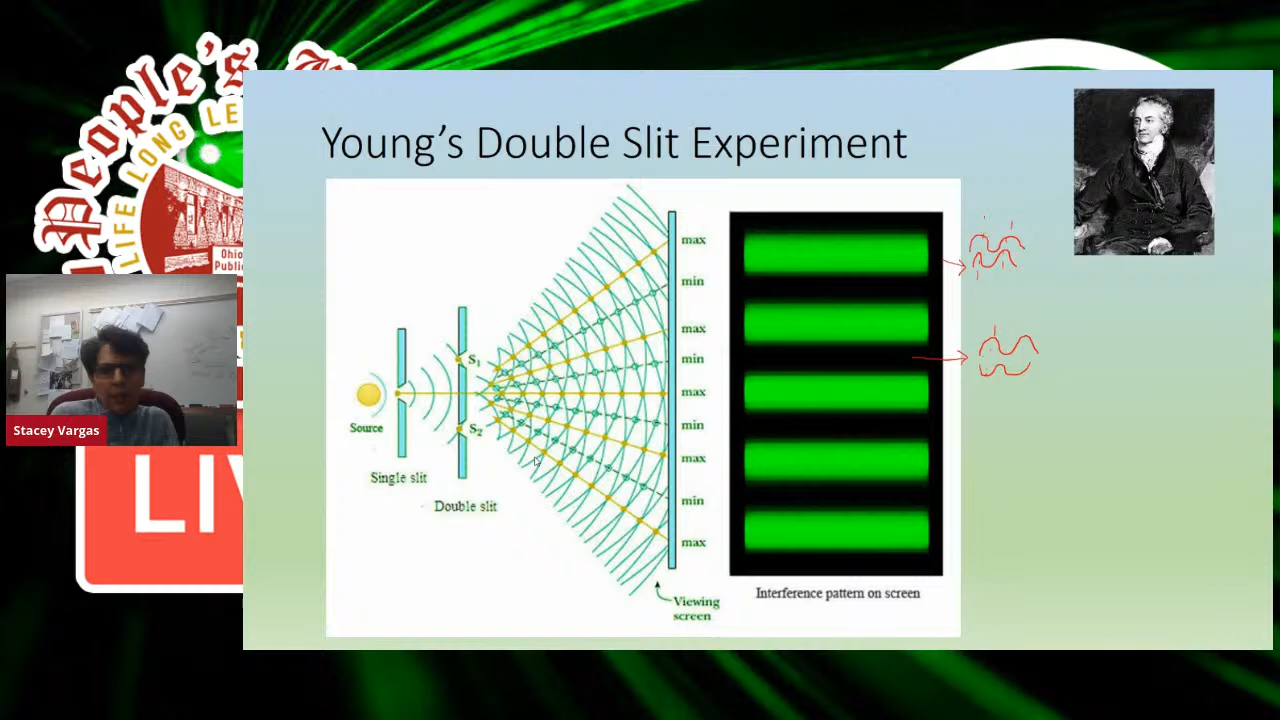 People's
LIFE LONG LE
Ohio
Public
Young's Double Slit Experiment
max
min
max
min
max
min
max
min
max
S1
S2
Source
Single slit
Double slit
Viewing
screen
Interference pattern on screen
Stacey Vargas
LIV